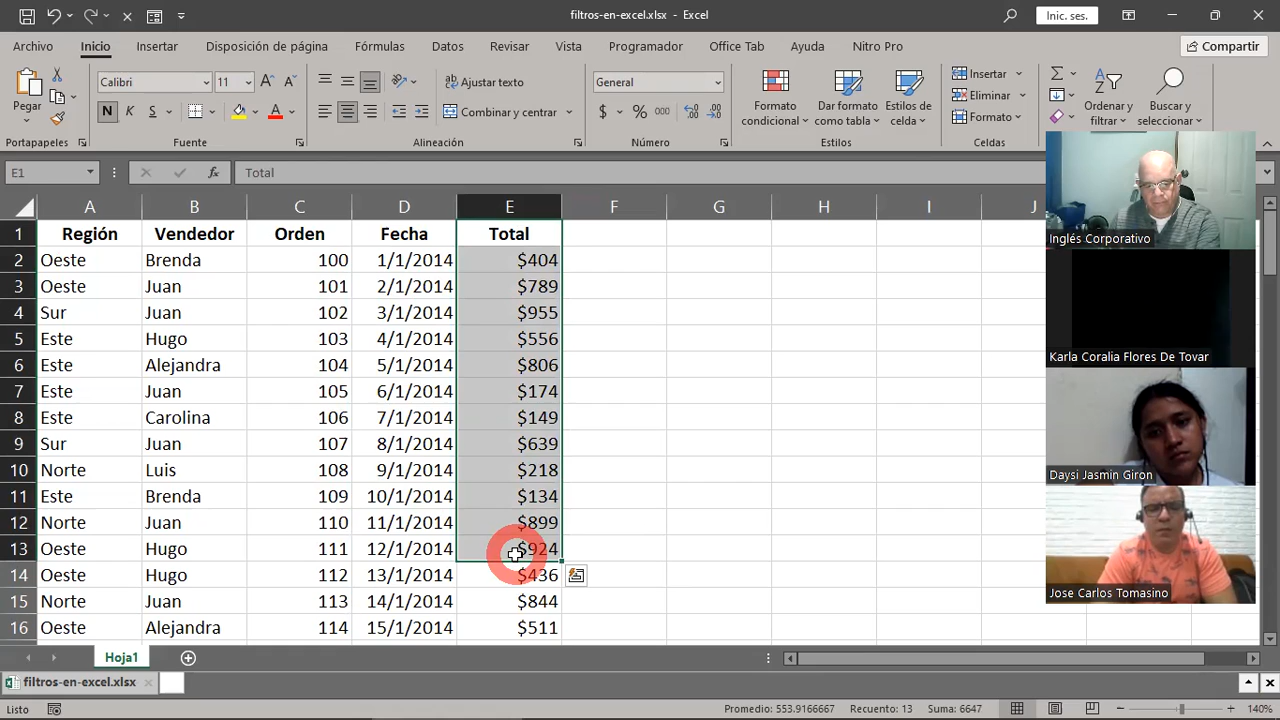 filtros-en-excel.xlsx - Excel
Inic. ses.
Archivo Inicio Insertar Disposición de página Fórmulas Datos Revisar Vista Programador Office Tab Ayuda Nitro Pro
Compartir
Pegar
Portapapeles
Calibri 11
N K S
Fuente
Ajustar texto
Combinar y centrar
Alineación
General
$ % 000
Número
Formato condicional
Dar formato como tabla
Estilos de celda
Estilos
Insertar
Eliminar
Formato
Celdas
Ordenar y filtrar
Buscar y seleccionar
E1 fx Total
A B C D E F G H I J
1 Región Vendedor Orden Fecha Total
2 Oeste Brenda 100 1/1/2014 $404
3 Oeste Juan 101 2/1/2014 $789
4 Sur Juan 102 3/1/2014 $955
5 Este Hugo 103 4/1/2014 $556
6 Este Alejandra 104 5/1/2014 $806
7 Este Juan 105 6/1/2014 $174
8 Este Carolina 106 7/1/2014 $149
9 Sur Juan 107 8/1/2014 $639
10 Norte Luis 108 9/1/2014 $218
11 Este Brenda 109 10/1/2014 $134
12 Norte Juan 110 11/1/2014 $899
13 Oeste Hugo 111 12/1/2014 $924
14 Oeste Hugo 112 13/1/2014 $436
15 Norte Juan 113 14/1/2014 $844
16 Oeste Alejandra 114 15/1/2014 $511
Inglés Corporativo
Karla Coralia Flores De Tovar
Daysi Jasmin Giron
Jose Carlos Tomasino
Hoja1
filtros-en-excel.xlsx
Listo
Promedio: 553.9166667 Recuento: 13 Suma: 6647
140%